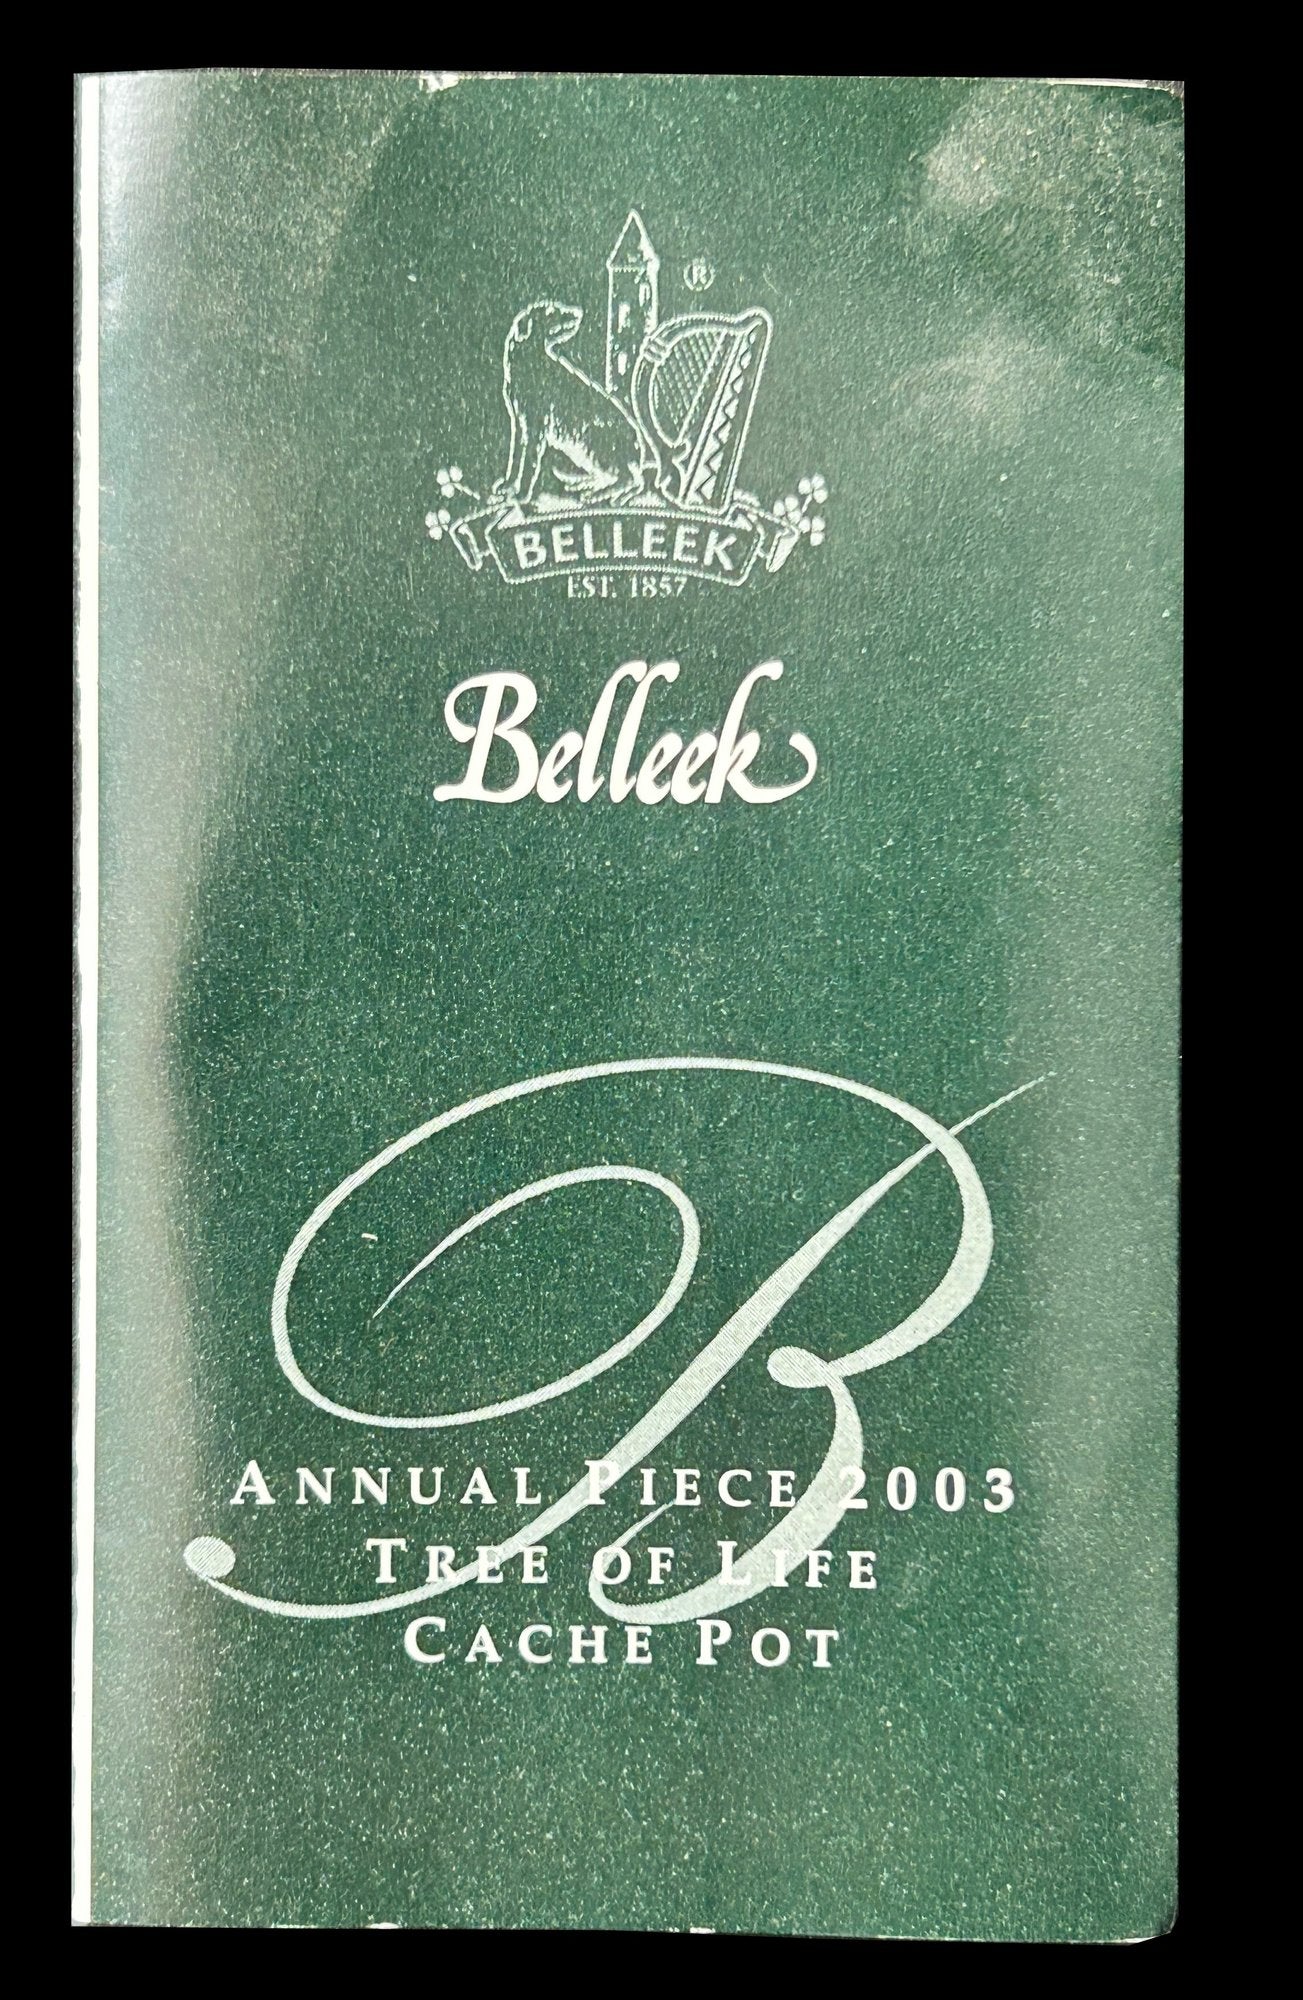 ®
BELLEEK
EST. 1857
Belleek
B
ANNUAL PIECE 2003
TREE OF LIFE
CACHE POT